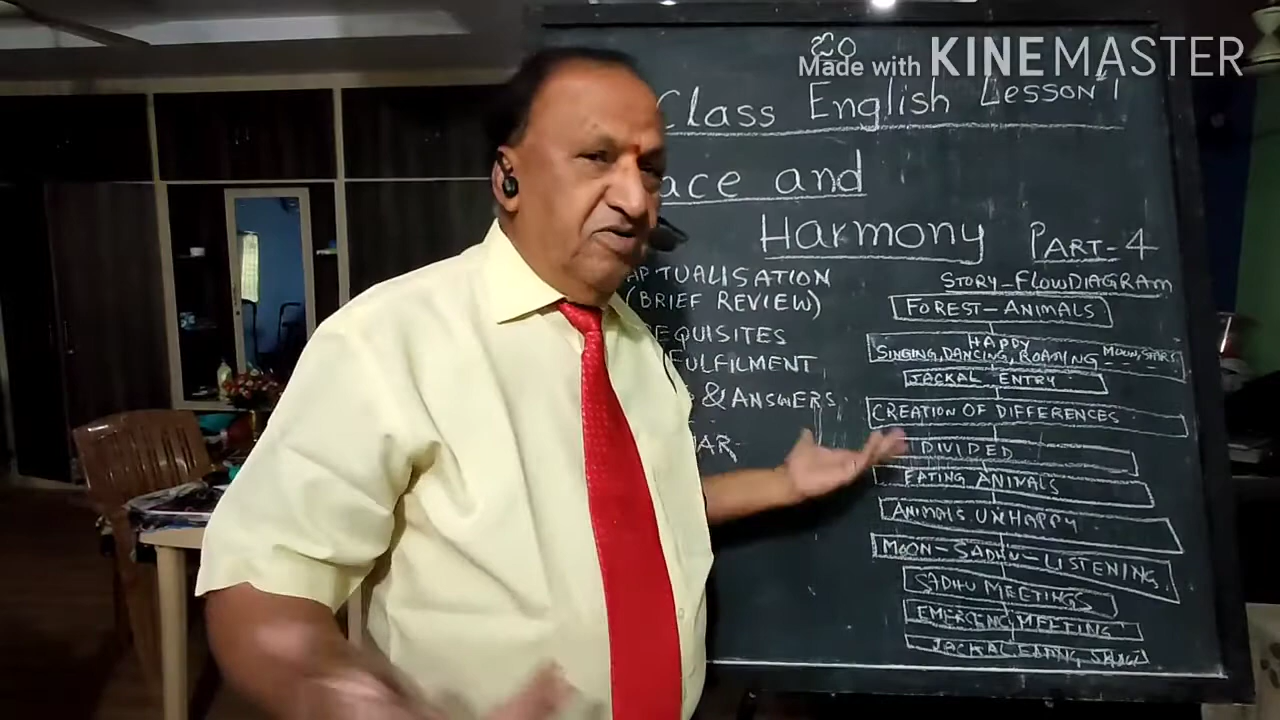 Made with KINEMASTER
Class English Lesson 1
ace and
Harmony PART-4
APTUALISATION
(BRIEF REVIEW)
EQUISITES
ULFILMENT
& ANSWERS
AR
STORY-FLOWDIAGRAM
FOREST-ANIMALS
HAPPY
SINGING, DANCING, ROAMING MOON, STARS
JACKAL ENTRY
CREATION OF DIFFERENCES
DIVIDED
EATING ANIMALS
ANIMALS UNHAPPY
MOON-SADHU-LISTENING
SADHU MEETINGS
EMERGENCY MEETING
JACKAL